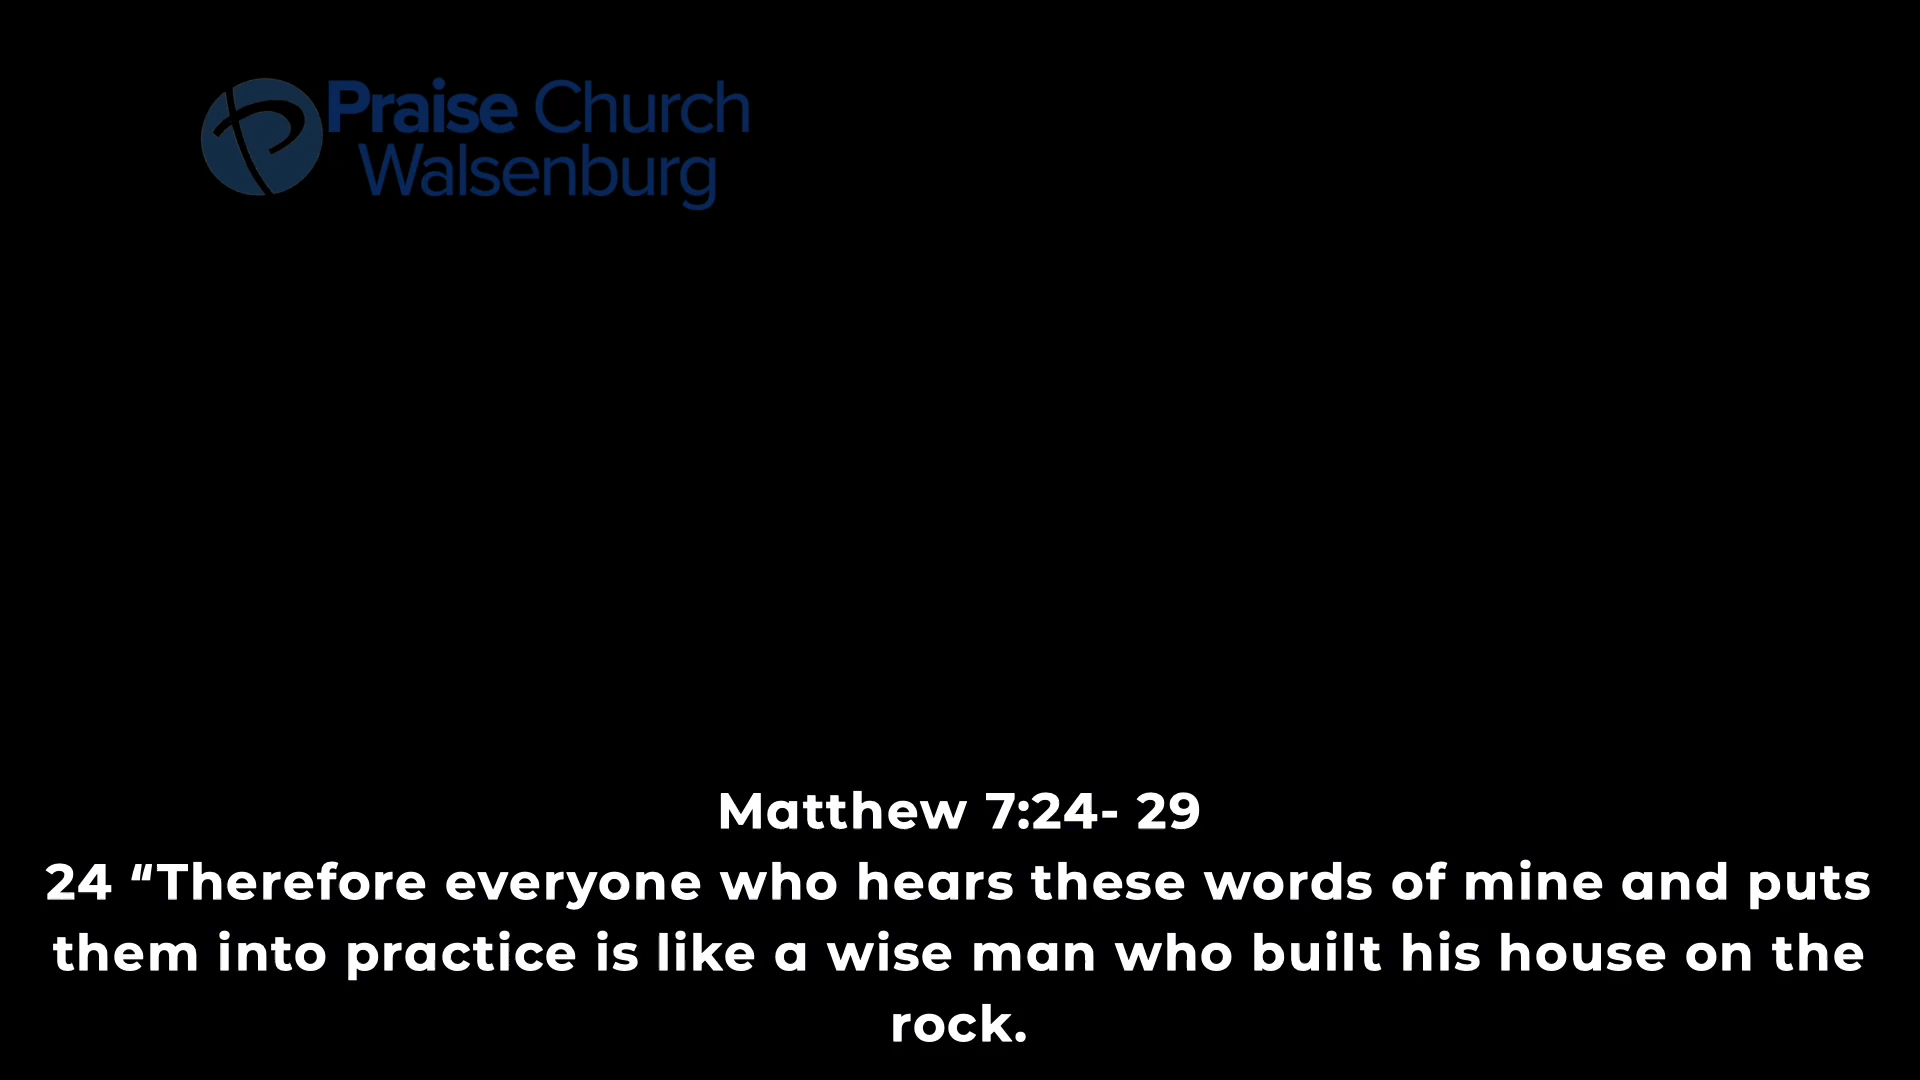 Praise Church
Walsenburg
Matthew 7:24- 29
24 “Therefore everyone who hears these words of mine and puts
them into practice is like a wise man who built his house on the
rock.